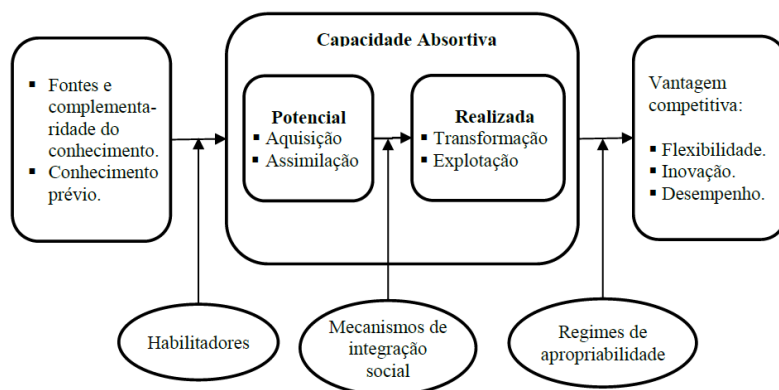 Capacidade Absortiva
▪ Fontes e
complementa-
ridade do
conhecimento.
▪ Conhecimento
prévio.
Potencial
▪ Aquisição
▪ Assimilação
Realizada
▪ Transformação
▪ Explotação
Vantagem
competitiva:
▪ Flexibilidade.
▪ Inovação.
▪ Desempenho.
Habilitadores
Mecanismos de
integração
social
Regimes de
apropriabilidade